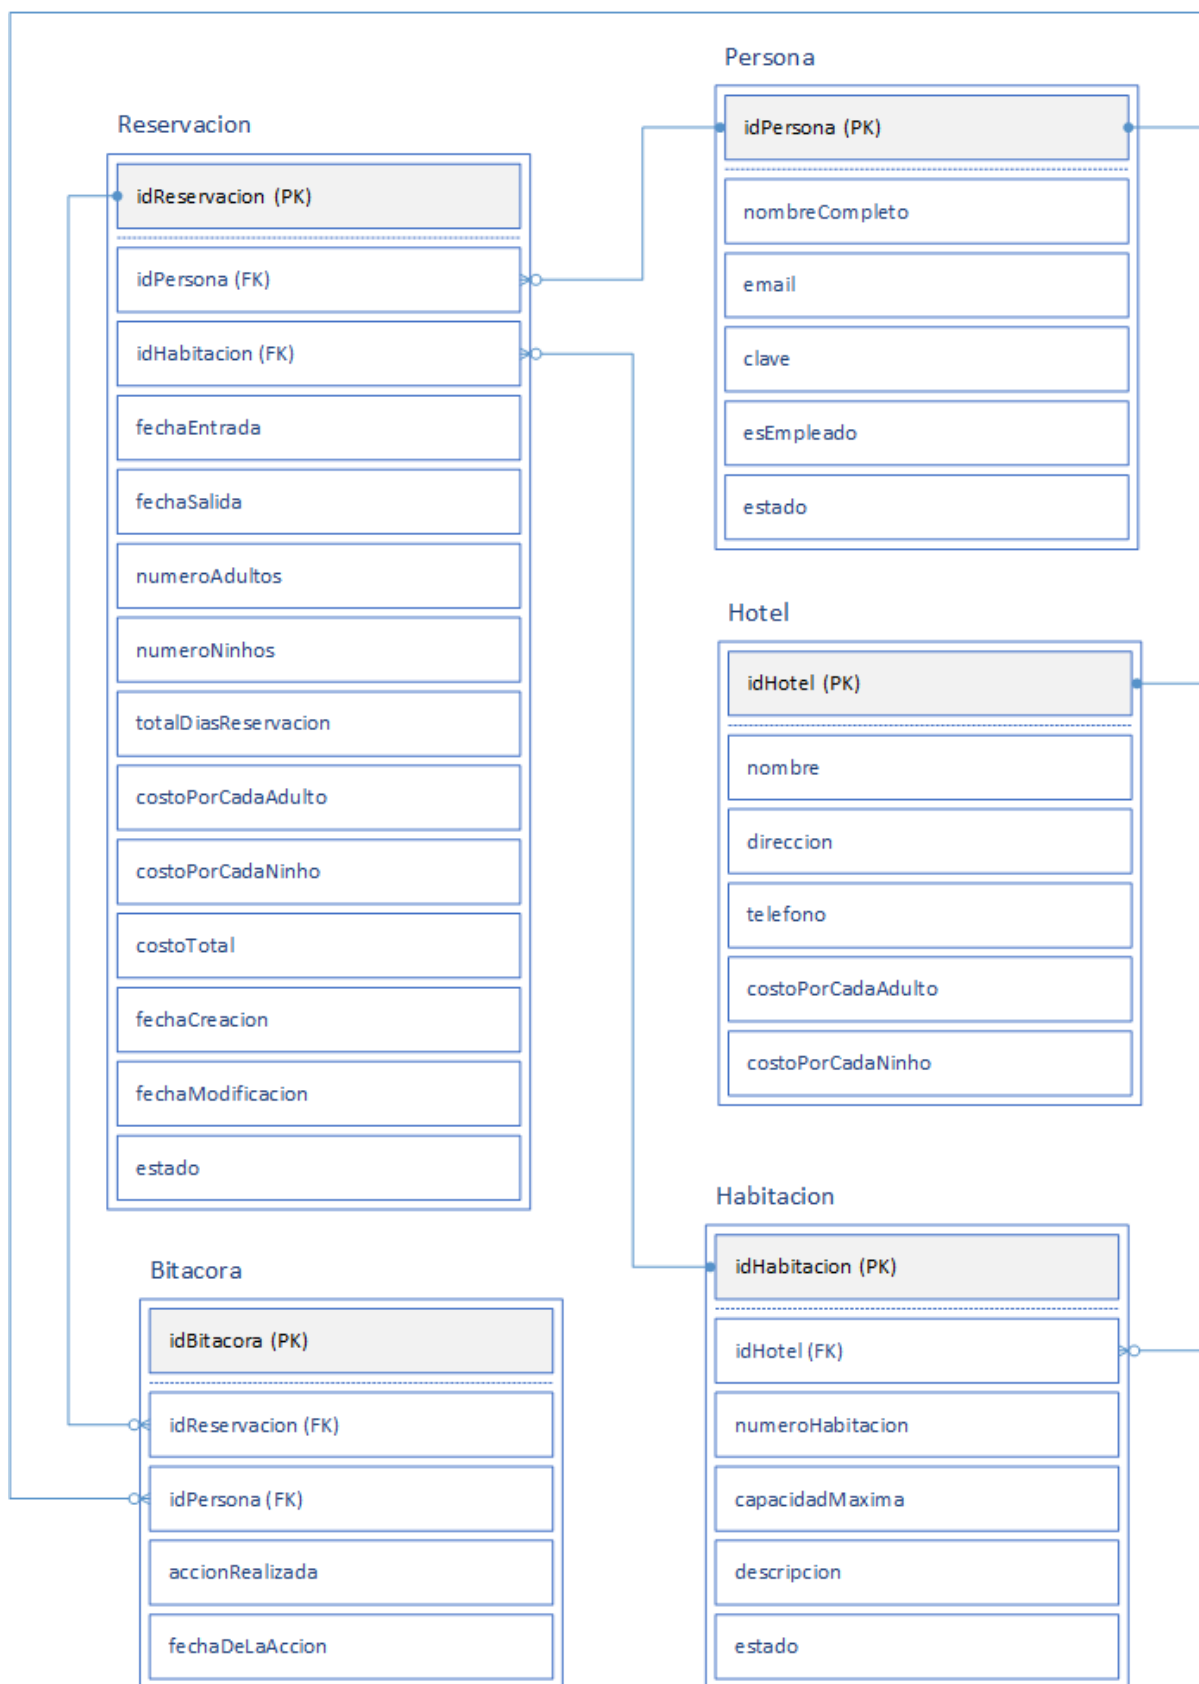 Reservacion
idReservacion (PK)
idPersona (FK)
idHabitacion (FK)
fechaEntrada
fechaSalida
numeroAdultos
numeroNinhos
totalDiasReservacion
costoPorCadaAdulto
costoPorCadaNinho
costoTotal
fechaCreacion
fechaModificacion
estado
Bitacora
idBitacora (PK)
idReservacion (FK)
idPersona (FK)
accionRealizada
fechaDeLaAccion
Persona
idPersona (PK)
nombreCompleto
email
clave
esEmpleado
estado
Hotel
idHotel (PK)
nombre
direccion
telefono
costoPorCadaAdulto
costoPorCadaNinho
Habitacion
idHabitacion (PK)
idHotel (FK)
numeroHabitacion
capacidadMaxima
descripcion
estado